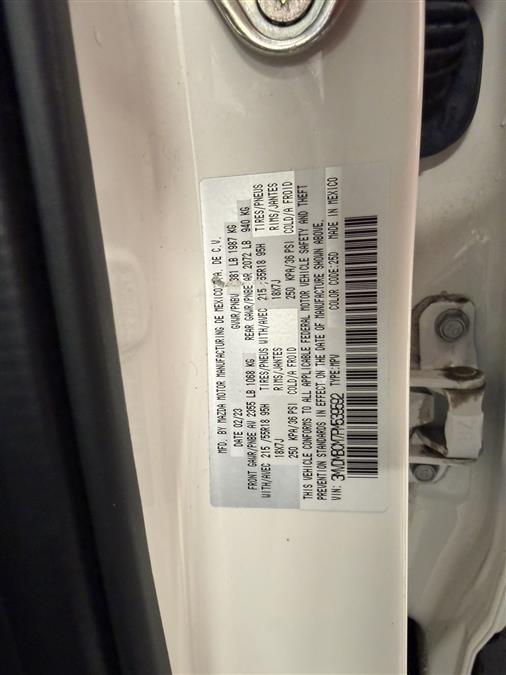 MFD. BY MAZDA MOTOR MANUFACTURING DE MEXICO S.A. DE C.V.
DATE 02/23 GVWR/PNBV 381 LB 1987 KG
FRONT GAWR/PNBE AV 2355 LB 1068 KG REAR GAWR/PNBE AR 2072 LB 940 KG
WITH/AVEC 215/55R18 95H TIRES/PNEUS WITH/AVEC 215/55R18 95H TIRES/PNEUS
18X7J RIMS/JANTES 18X7J RIMS/JANTES
250 KPA/36 PSI COLD/A FROID 250 KPA/36 PSI COLD/A FROID
THIS VEHICLE CONFORMS TO ALL APPLICABLE FEDERAL MOTOR VEHICLE SAFETY AND THEFT
PREVENTION STANDARDS IN EFFECT ON THE DATE OF MANUFACTURE SHOWN ABOVE.
VIN: TYPE:MPV COLOR CODE:25D MADE IN MEXICO